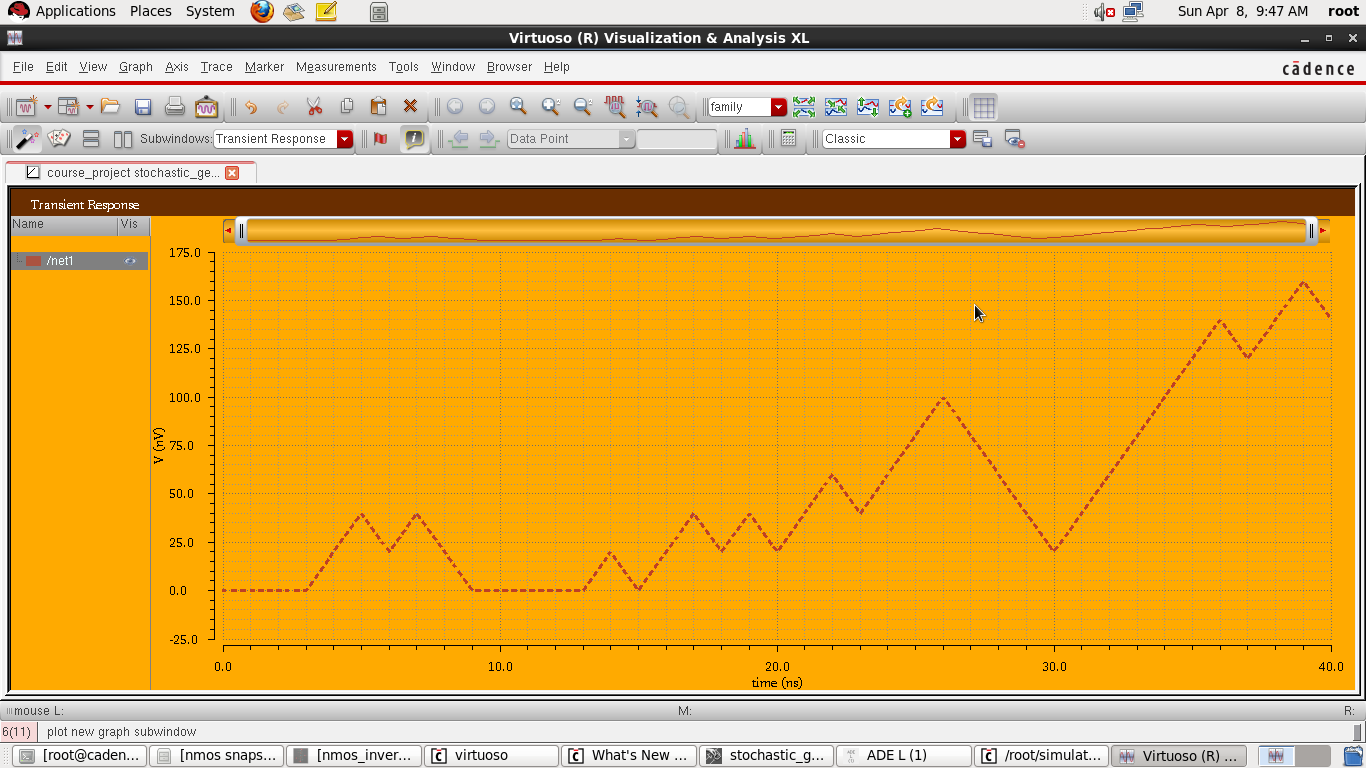 Applications Places System Sun Apr 8, 9:47 AM root
Virtuoso (R) Visualization & Analysis XL
File Edit View Graph Axis Trace Marker Measurements Tools Window Browser Help cādence
family
Subwindows: Transient Response Data Point Classic
course_project stochastic_ge...
Transient Response
Name Vis
/net1
175.0
150.0
125.0
100.0
75.0
50.0
25.0
0.0
-25.0
V (nV)
0.0 10.0 20.0 30.0 40.0
time (ns)
mouse L: M: R:
6(11) plot new graph subwindow
[root@caden... [nmos snaps... [nmos_inver... virtuoso What's New ... stochastic_g... ADE L (1) /root/simulat... Virtuoso (R) ...